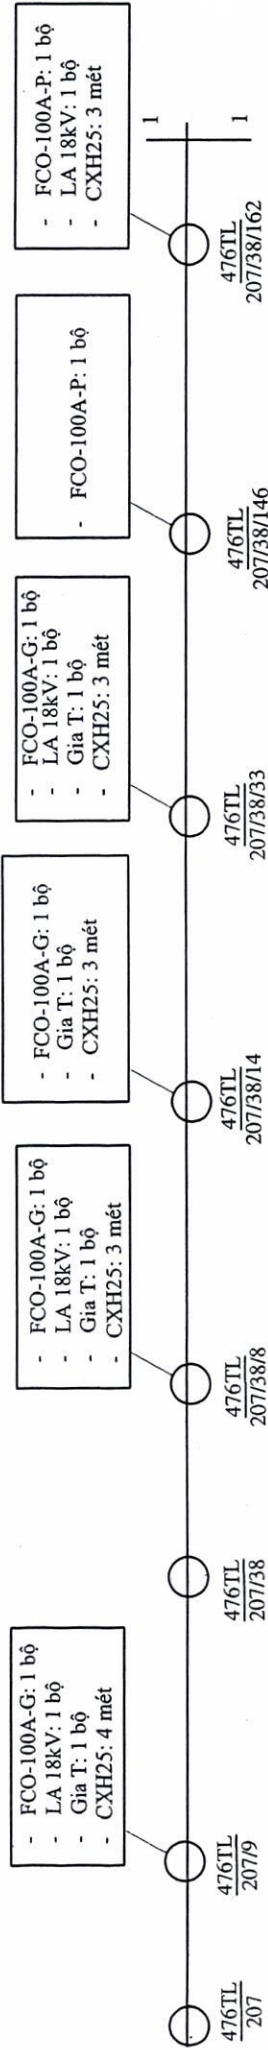 - FCO-100A-G: 1 bộ
- LA 18kV: 1 bộ
- Gia T: 1 bộ
- CXH25: 4 mét
- FCO-100A-G: 1 bộ
- LA 18kV: 1 bộ
- Gia T: 1 bộ
- CXH25: 3 mét
- FCO-100A-G: 1 bộ
- Gia T: 1 bộ
- CXH25: 3 mét
- FCO-100A-G: 1 bộ
- LA 18kV: 1 bộ
- Gia T: 1 bộ
- CXH25: 3 mét
- FCO-100A-P: 1 bộ
- FCO-100A-P: 1 bộ
- LA 18kV: 1 bộ
- CXH25: 3 mét
1
1
476TL
207
476TL
207/9
476TL
207/38
476TL
207/38/8
476TL
207/38/14
476TL
207/38/33
476TL
207/38/146
476TL
207/38/162